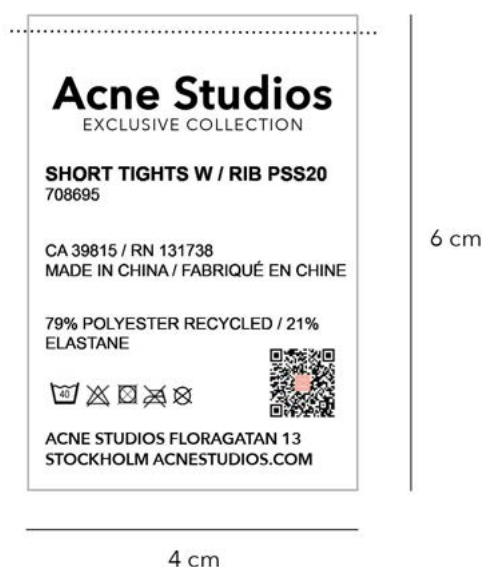 Acne Studios
EXCLUSIVE COLLECTION
SHORT TIGHTS W / RIB PSS20
708695
CA 39815 / RN 131738
MADE IN CHINA / FABRIQUÉ EN CHINE
79% POLYESTER RECYCLED / 21%
ELASTANE
40
ACNE STUDIOS FLORAGATAN 13
STOCKHOLM ACNESTUDIOS.COM
6 cm
4 cm